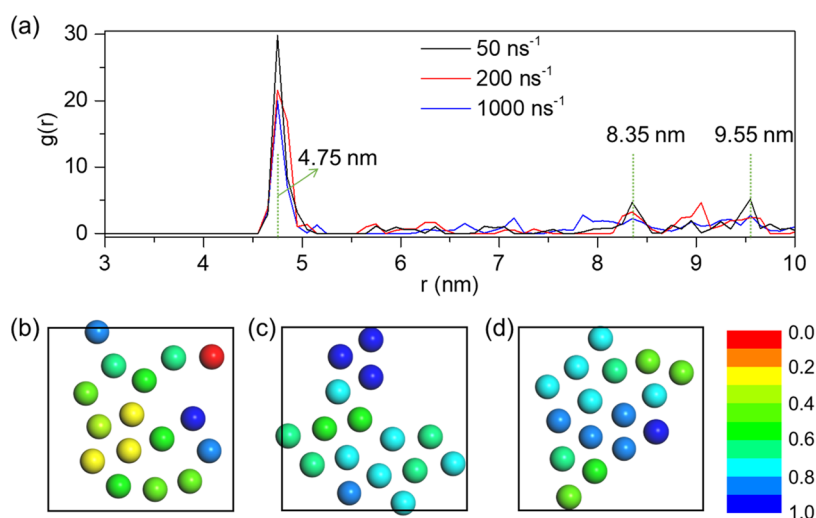 (a)
30
20
10
0
g(r)
50 ns⁻¹
200 ns⁻¹
1000 ns⁻¹
4.75 nm
8.35 nm
9.55 nm
3 4 5 6 7 8 9 10
r (nm)
(b) (c) (d)
0.0
0.2
0.4
0.6
0.8
1.0